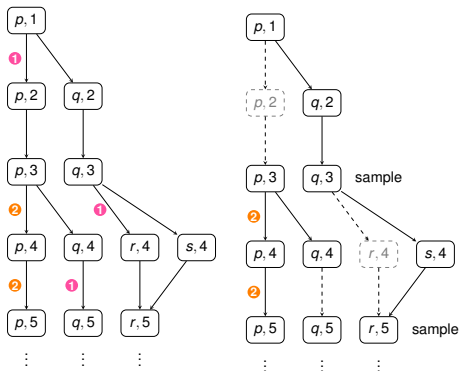 p, 1
p, 1
1
p, 2
q, 2
p, 2
q, 2
p, 3
q, 3
p, 3
q, 3
sample
2
1
2
p, 4
q, 4
r, 4
s, 4
p, 4
q, 4
r, 4
s, 4
2
1
2
p, 5
q, 5
r, 5
p, 5
q, 5
r, 5
sample
⋮ ⋮ ⋮
⋮ ⋮ ⋮